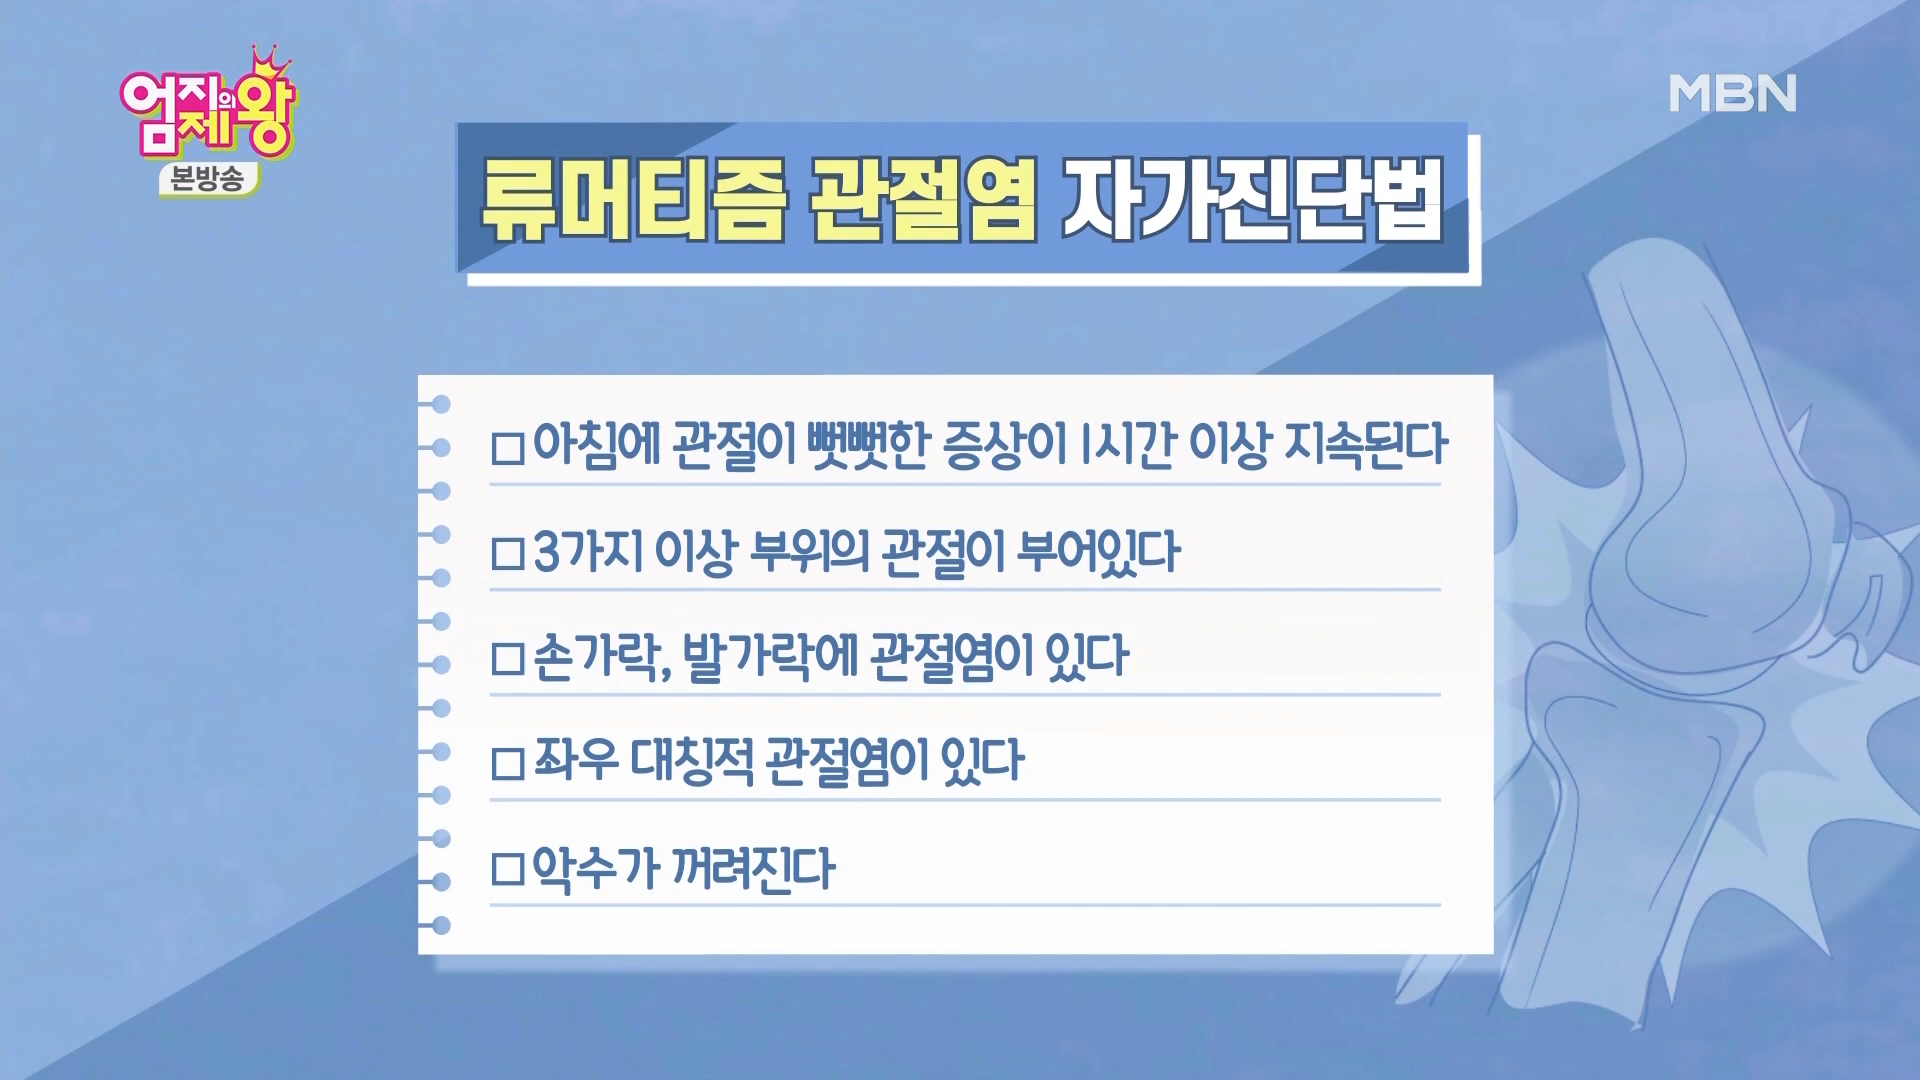 엄지의 제왕
본방송
MBN
류머티즘 관절염 자가진단법
□ 아침에 관절이 뻣뻣한 증상이 1시간 이상 지속된다
□ 3가지 이상 부위의 관절이 부어있다
□ 손가락, 발가락에 관절염이 있다
□ 좌우 대칭적 관절염이 있다
□ 악수가 꺼려진다